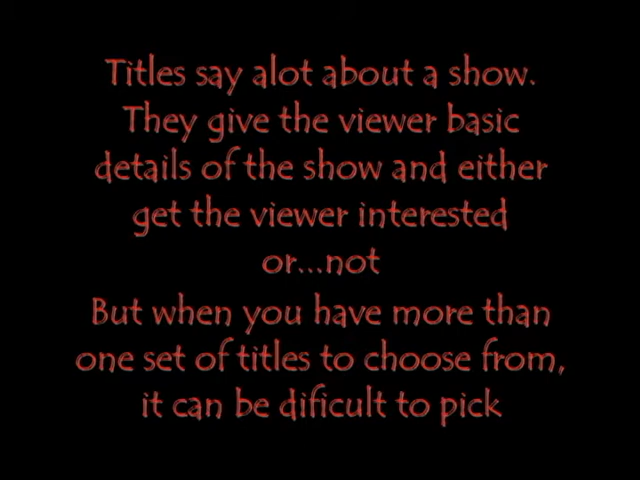 Titles say alot about a show.
They give the viewer basic
details of the show and either
get the viewer interested
or...not
But when you have more than
one set of titles to choose from,
it can be dificult to pick